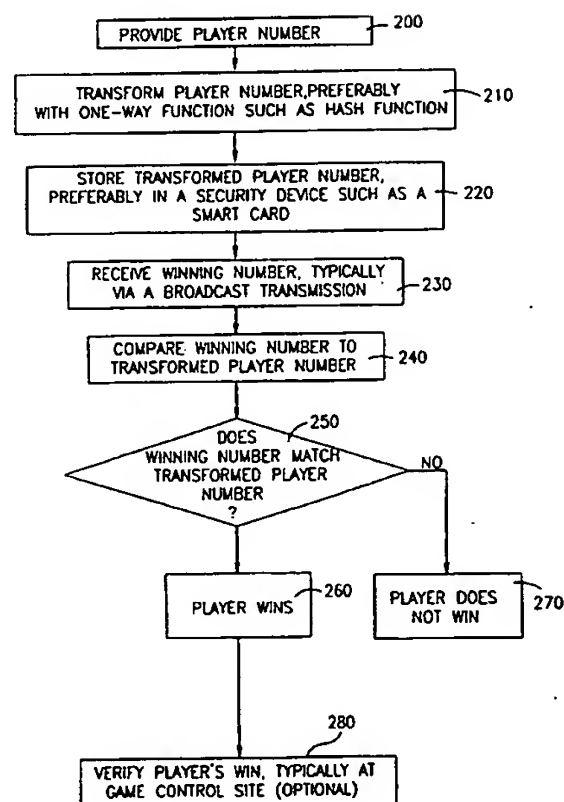 PROVIDE PLAYER NUMBER
200
TRANSFORM PLAYER NUMBER,PREFERABLY
WITH ONE-WAY FUNCTION SUCH AS HASH FUNCTION
210
STORE TRANSFORMED PLAYER NUMBER,
PREFERABLY IN A SECURITY DEVICE SUCH AS A
SMART CARD
220
RECEIVE WINNING NUMBER, TYPICALLY
VIA A BROADCAST TRANSMISSION
230
COMPARE WINNING NUMBER TO
TRANSFORMED PLAYER NUMBER
240
250
DOES
WINNING NUMBER MATCH
TRANSFORMED PLAYER
NUMBER
?
NO
PLAYER WINS
260
PLAYER DOES
NOT WIN
270
280
VERIFY PLAYER'S WIN, TYPICALLY AT
GAME CONTROL SITE (OPTIONAL)